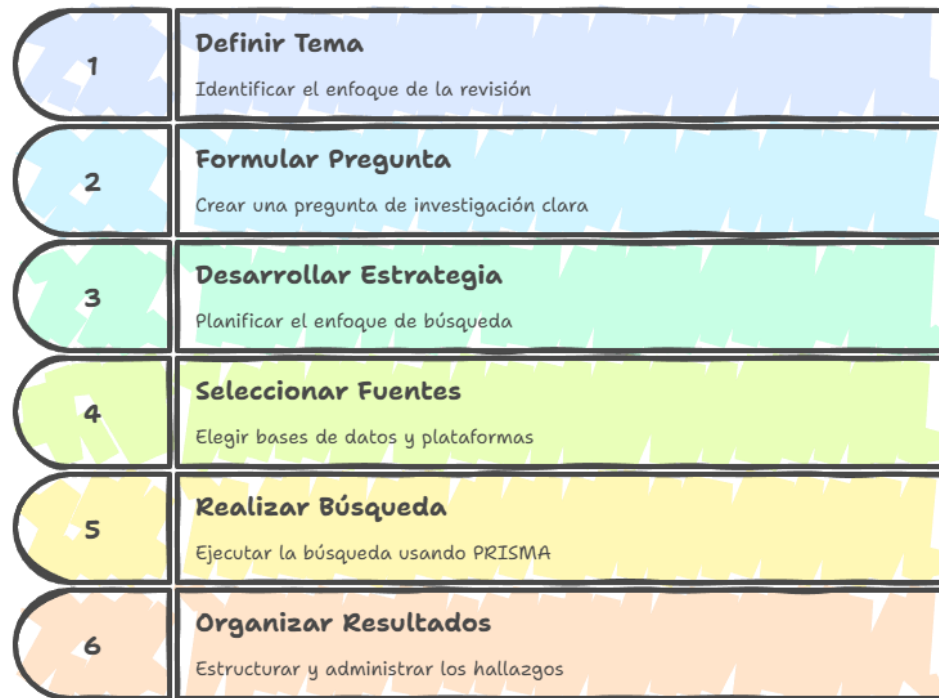 1
Definir Tema
Identificar el enfoque de la revisión
2
Formular Pregunta
Crear una pregunta de investigación clara
3
Desarrollar Estrategia
Planificar el enfoque de búsqueda
4
Seleccionar Fuentes
Elegir bases de datos y plataformas
5
Realizar Búsqueda
Ejecutar la búsqueda usando PRISMA
6
Organizar Resultados
Estructurar y administrar los hallazgos